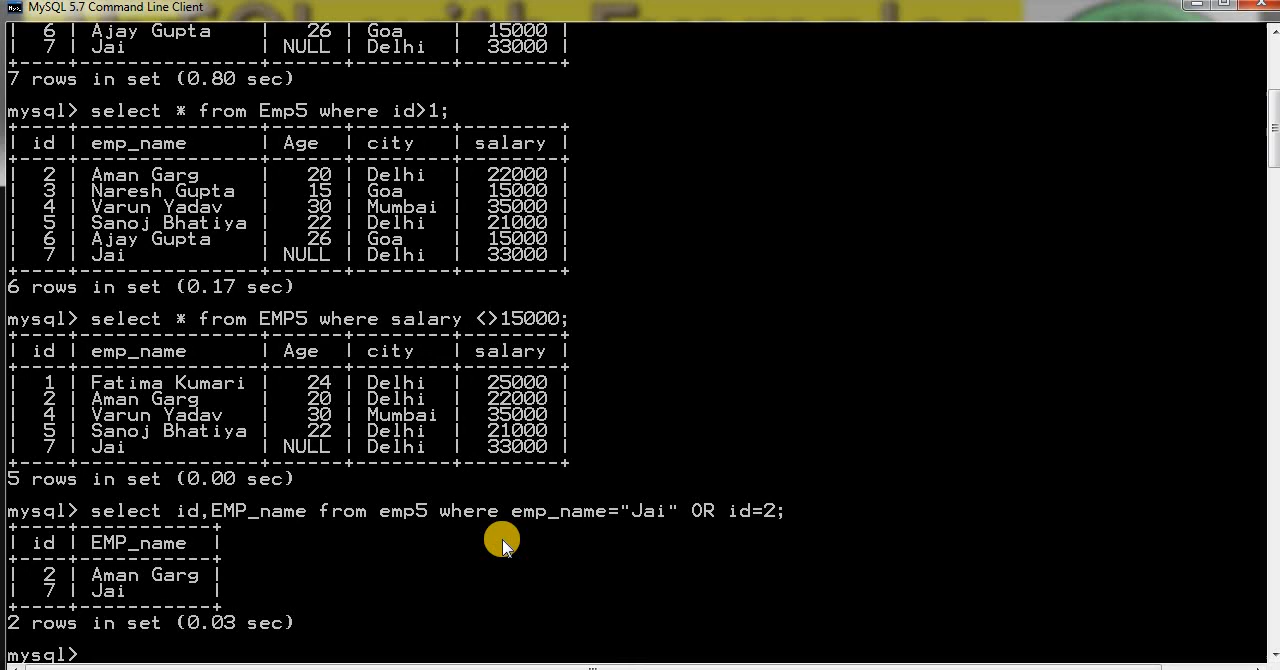 MySQL 5.7 Command Line Client
| 6 | Ajay Gupta | 26 | Goa | 15000 |
| 7 | Jai | NULL | Delhi | 33000 |
+----+---------------+------+--------+--------+
7 rows in set (0.80 sec)
mysql> select * from Emp5 where id>1;
+----+---------------+------+--------+--------+
| id | emp_name | Age | city | salary |
+----+---------------+------+--------+--------+
| 2 | Aman Garg | 20 | Delhi | 22000 |
| 3 | Naresh Gupta | 15 | Goa | 15000 |
| 4 | Varun Yadav | 30 | Mumbai | 35000 |
| 5 | Sanoj Bhatiya | 22 | Delhi | 21000 |
| 6 | Ajay Gupta | 26 | Goa | 15000 |
| 7 | Jai | NULL | Delhi | 33000 |
+----+---------------+------+--------+--------+
6 rows in set (0.17 sec)
mysql> select * from EMP5 where salary <>15000;
+----+---------------+------+--------+--------+
| id | emp_name | Age | city | salary |
+----+---------------+------+--------+--------+
| 1 | Fatima Kumari | 24 | Delhi | 25000 |
| 2 | Aman Garg | 20 | Delhi | 22000 |
| 4 | Varun Yadav | 30 | Mumbai | 35000 |
| 5 | Sanoj Bhatiya | 22 | Delhi | 21000 |
| 7 | Jai | NULL | Delhi | 33000 |
+----+---------------+------+--------+--------+
5 rows in set (0.00 sec)
mysql> select id,EMP_name from emp5 where emp_name="Jai" OR id=2;
+----+-----------+
| id | EMP_name |
+----+-----------+
| 2 | Aman Garg |
| 7 | Jai |
+----+-----------+
2 rows in set (0.03 sec)
mysql>